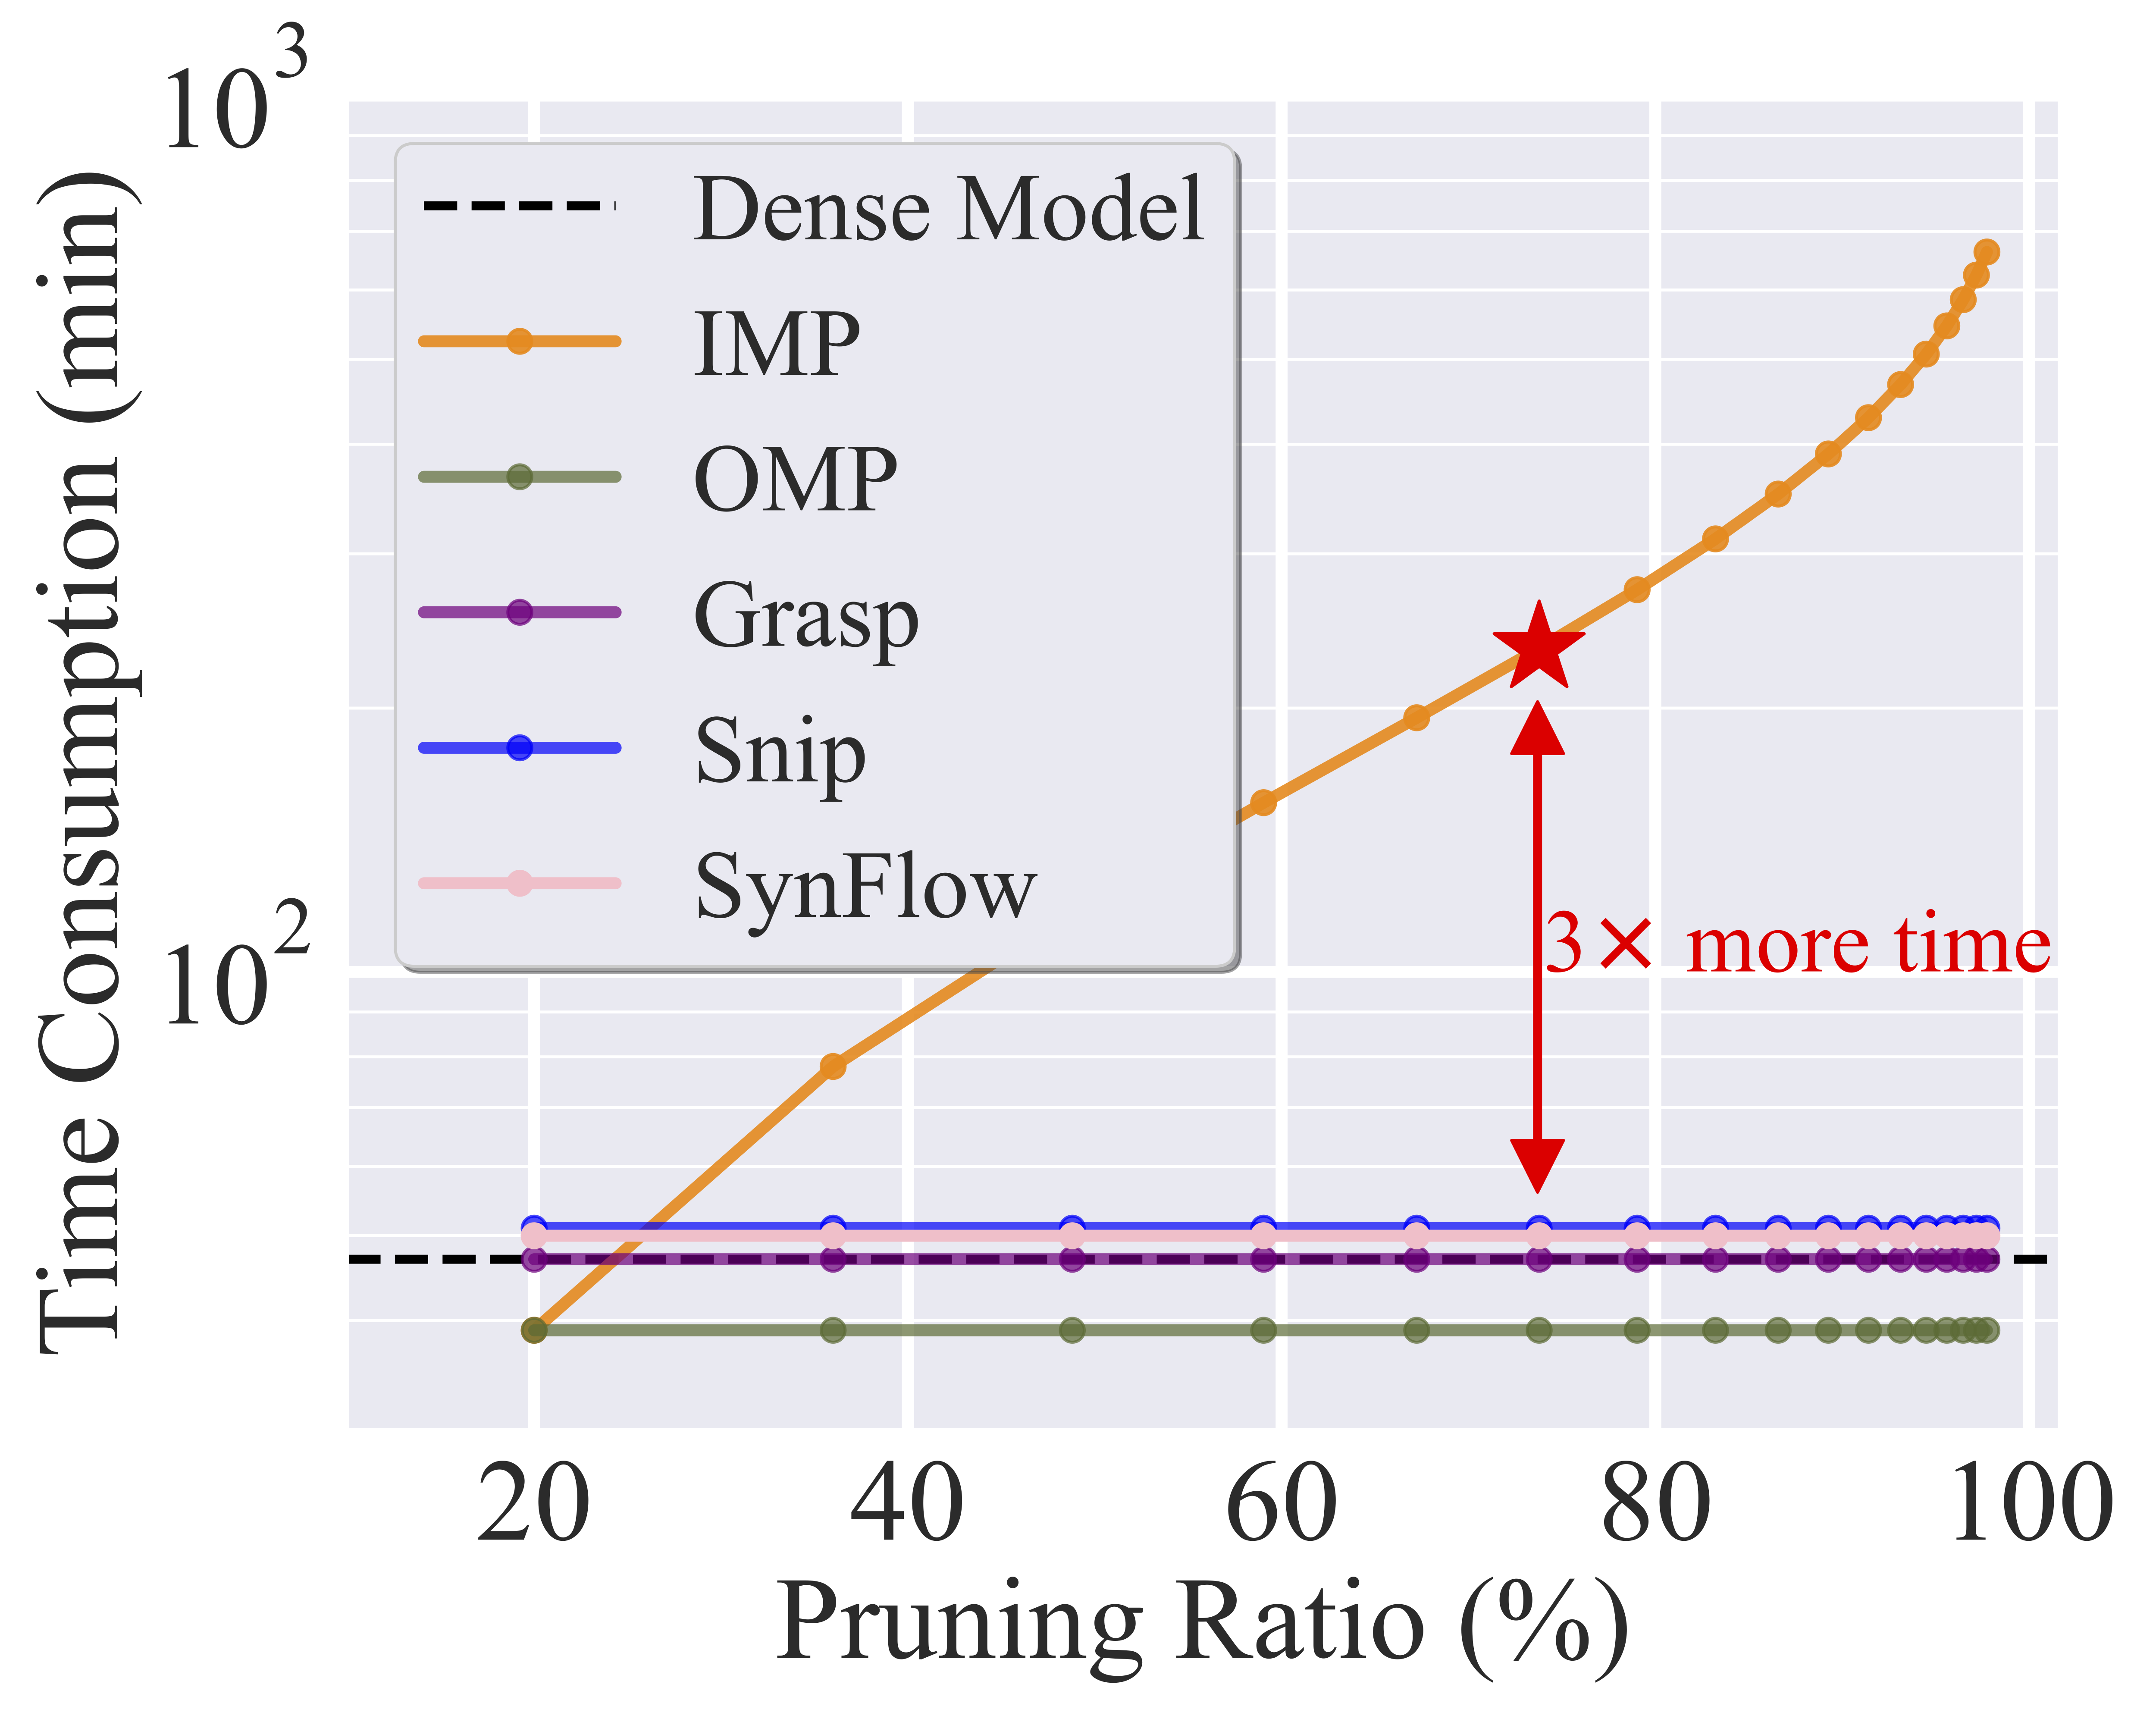 Time Consumption (min)
10^3
10^2
Dense Model
IMP
OMP
Grasp
Snip
SynFlow
3× more time
20 40 60 80 100
Pruning Ratio (%)